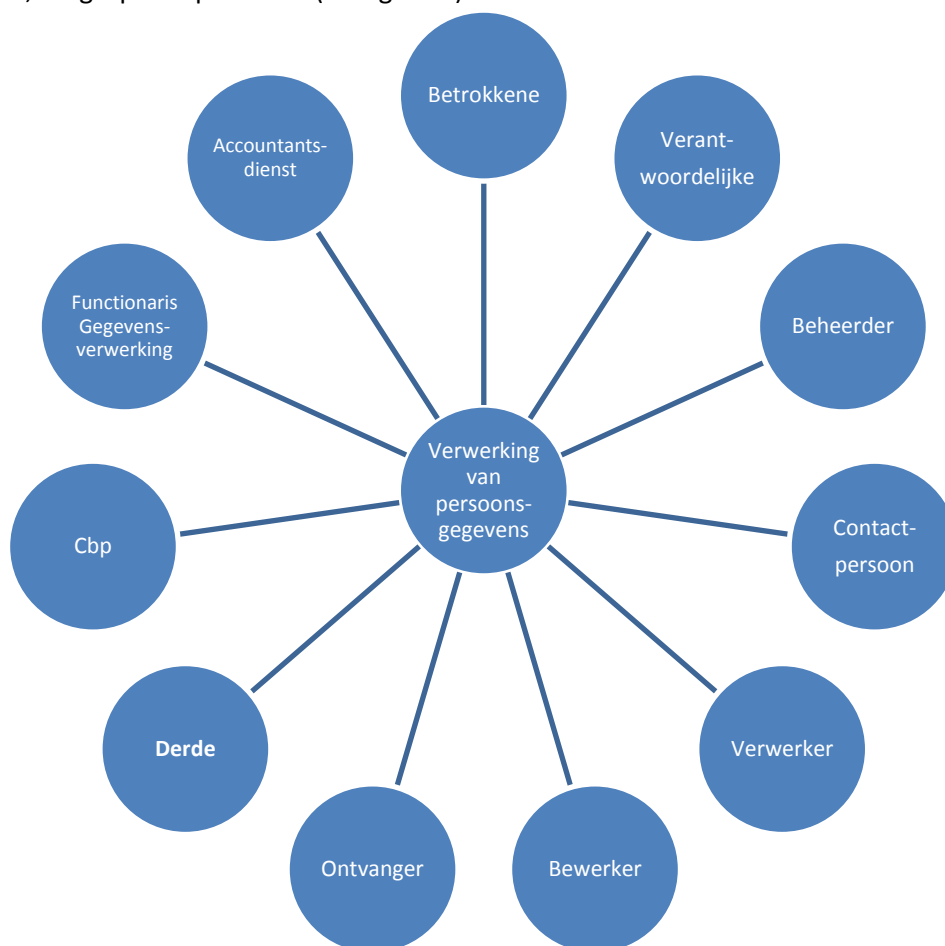 Betrokkene
Verant-
woordelijke
Beheerder
Contact-
persoon
Verwerker
Bewerker
Ontvanger
Derde
Cbp
Functionaris
Gegevens-
verwerking
Accountants-
dienst
Verwerking
van
persoons-
gegevens